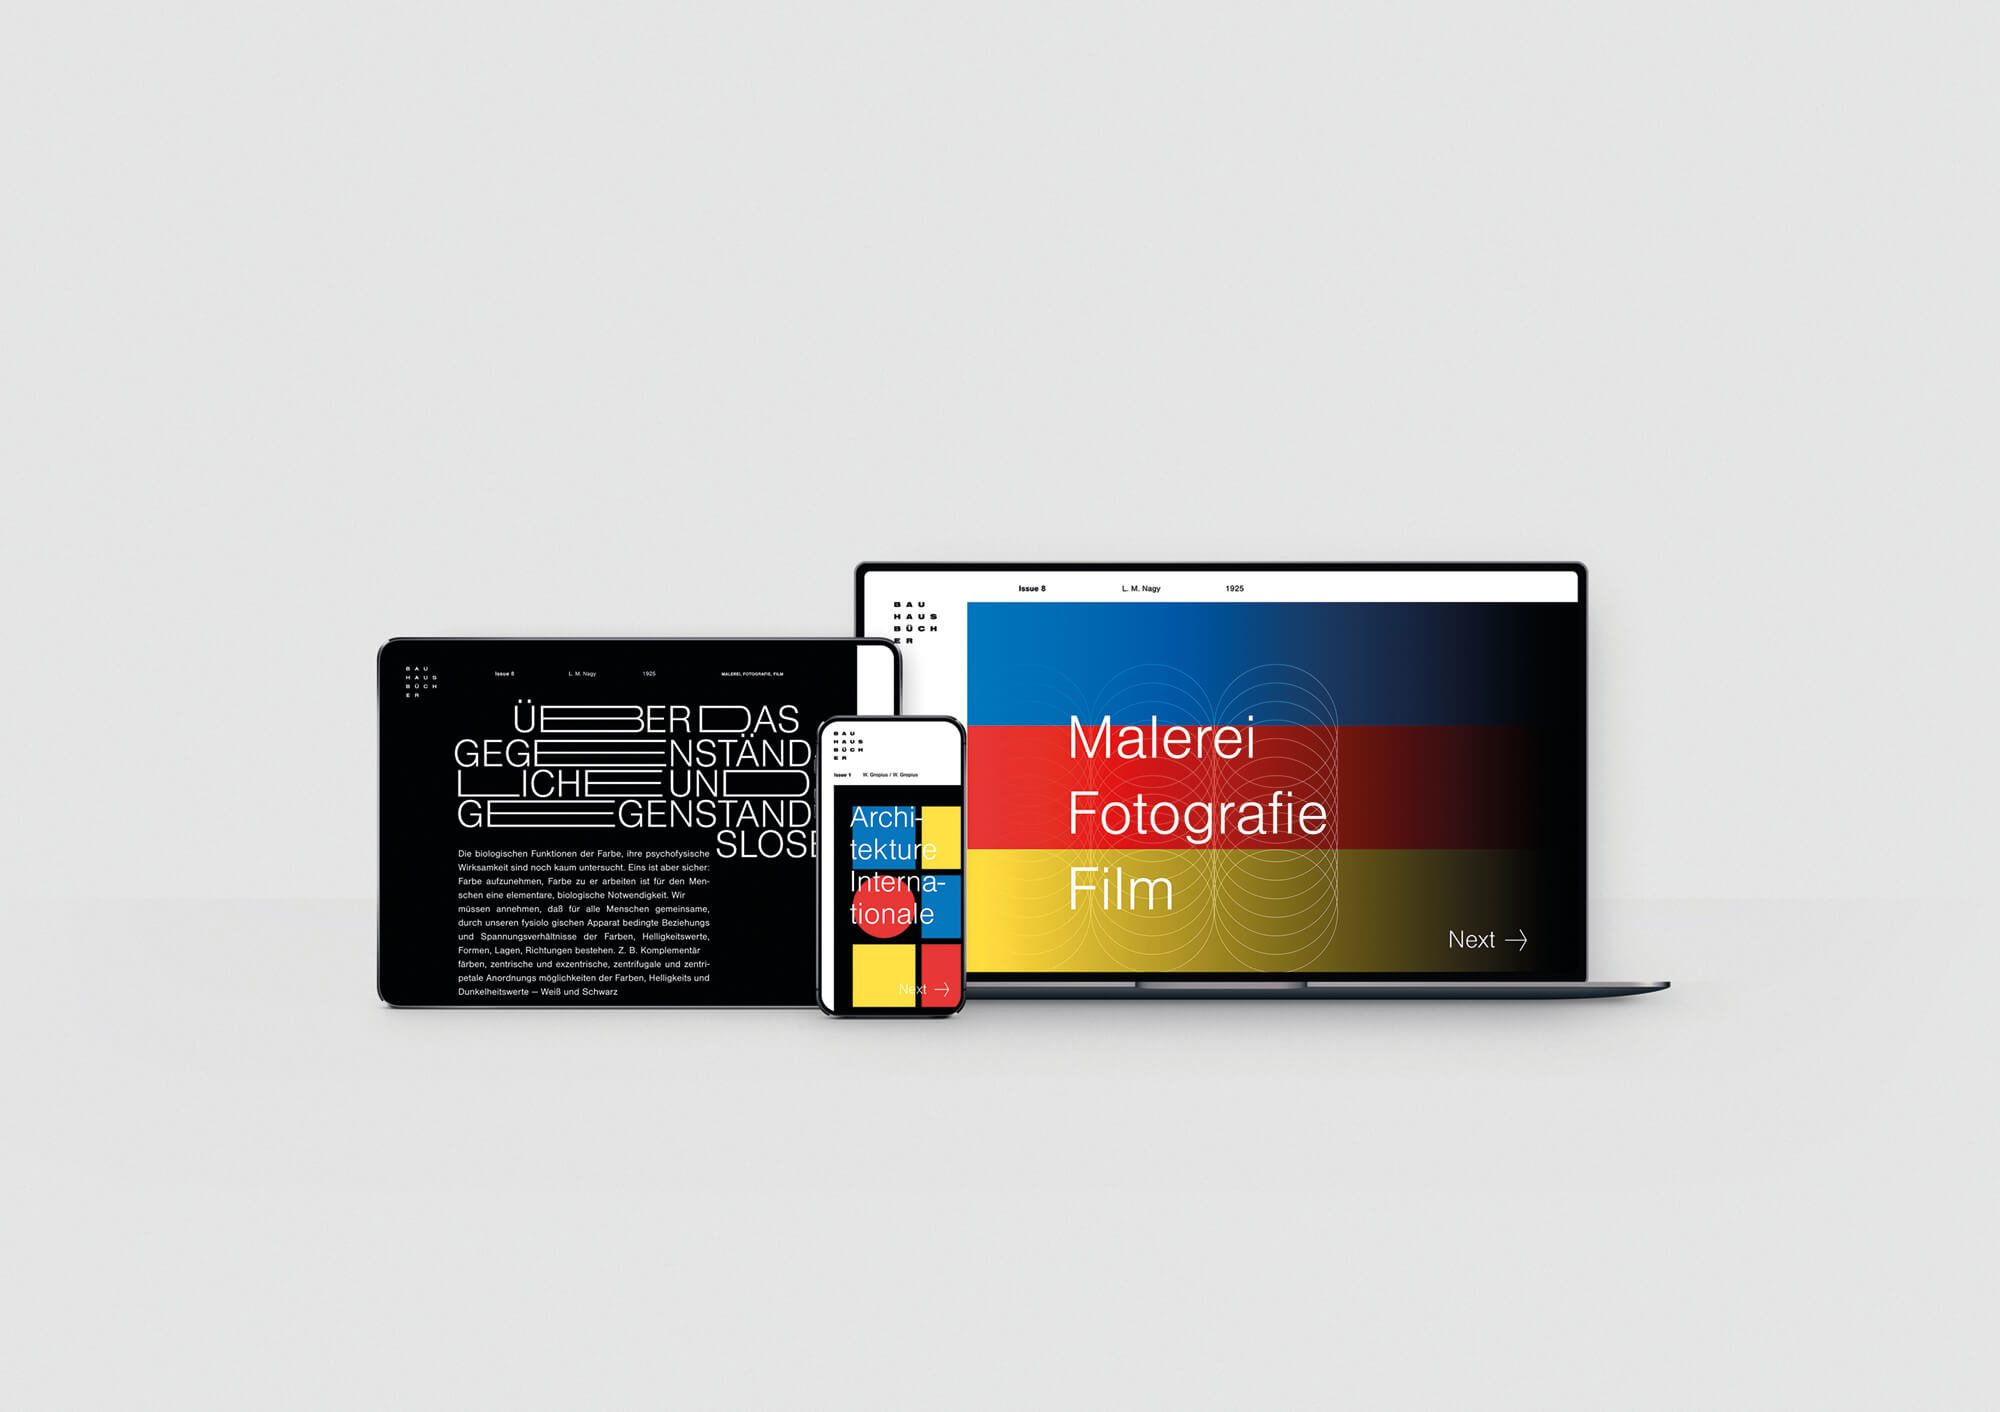 BAU
HAUS
BÜCH
ER
Issue 8
L. M. Nagy
1925
MALEREI, FOTOGRAFIE, FILM
ÜBER DAS
GEGENSTÄND
LICHE UND
GEGENSTAND
SLOSE
Die biologischen Funktionen der Farbe, ihre psychofysische
Wirksamkeit sind noch kaum untersucht. Eins ist aber sicher:
Farbe aufzunehmen, Farbe zu er arbeiten ist für den Men-
schen eine elementare, biologische Notwendigkeit. Wir
müssen annehmen, daß für alle Menschen gemeinsame,
durch unseren fysiolo gischen Apparat bedingte Beziehungs
und Spannungsverhältnisse der Farben, Helligkeitswerte,
Formen, Lagen, Richtungen bestehen. Z. B. Komplementär
färben, zentrische und exzentrische, zentrifugale und zentri-
petale Anordnungs möglichkeiten der Farben, Helligkeits und
Dunkelheitswerte — Weiß und Schwarz
BAU
HAUS
BÜCH
ER
Issue 1
W. Gropius / W. Gropius
Archi-
tekture
Interna-
tionale
Next →
BAU
HAUS
BÜCH
ER
Issue 8
L. M. Nagy
1925
Malerei
Fotografie
Film
Next →